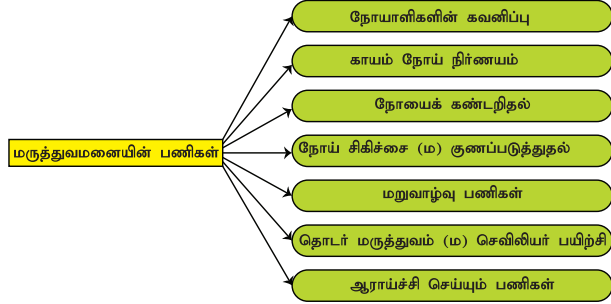 நோயாளிகளின் கவனிப்பு
காயம் நோய் நிர்ணயம்
நோயைக் கண்டறிதல்
மருத்துவமனையின் பணிகள்
நோய் சிகிச்சை (ம) குணப்படுத்துதல்
மறுவாழ்வு பணிகள்
தொடர் மருத்துவம் (ம) செவிலியர் பயிற்சி
ஆராய்ச்சி செய்யும் பணிகள்